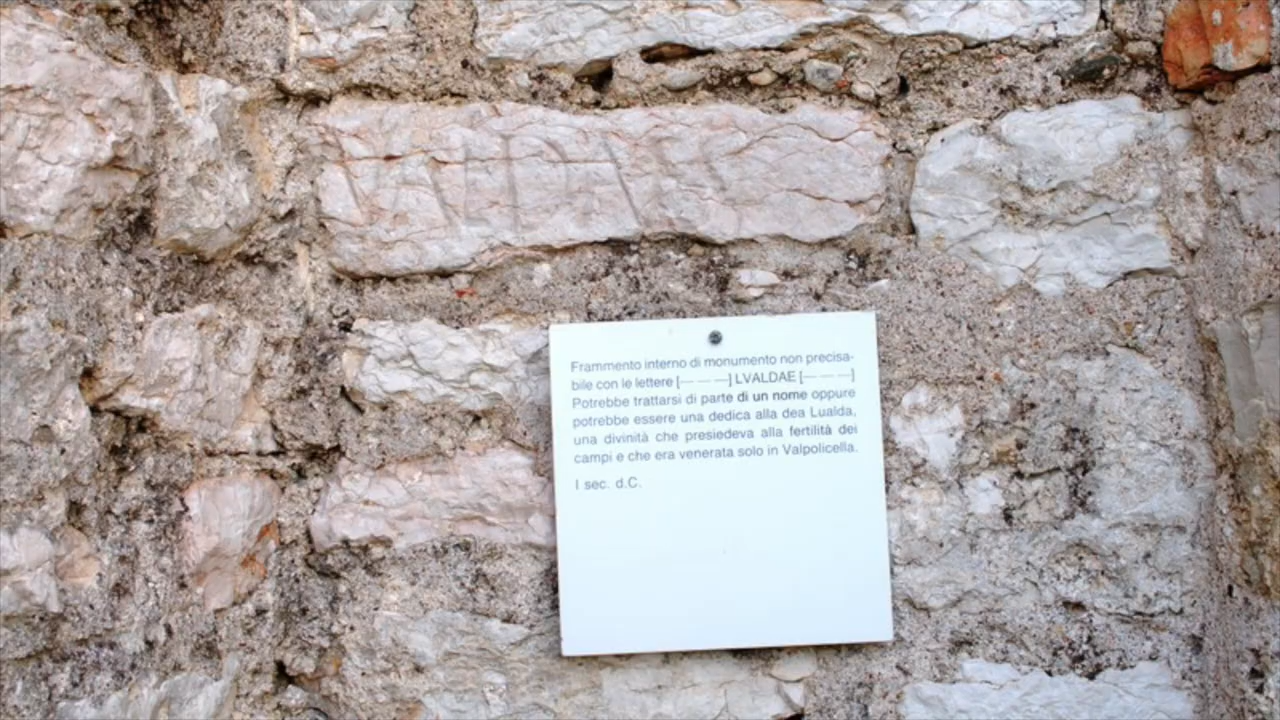 Frammento interno di monumento non precisa-
bile con le lettere [— — —] LVALDAE [— — —]
Potrebbe trattarsi di parte di un nome oppure
potrebbe essere una dedica alla dea Lualda,
una divinità che presiedeva alla fertilità dei
campi e che era venerata solo in Valpolicella.
I sec. d.C.